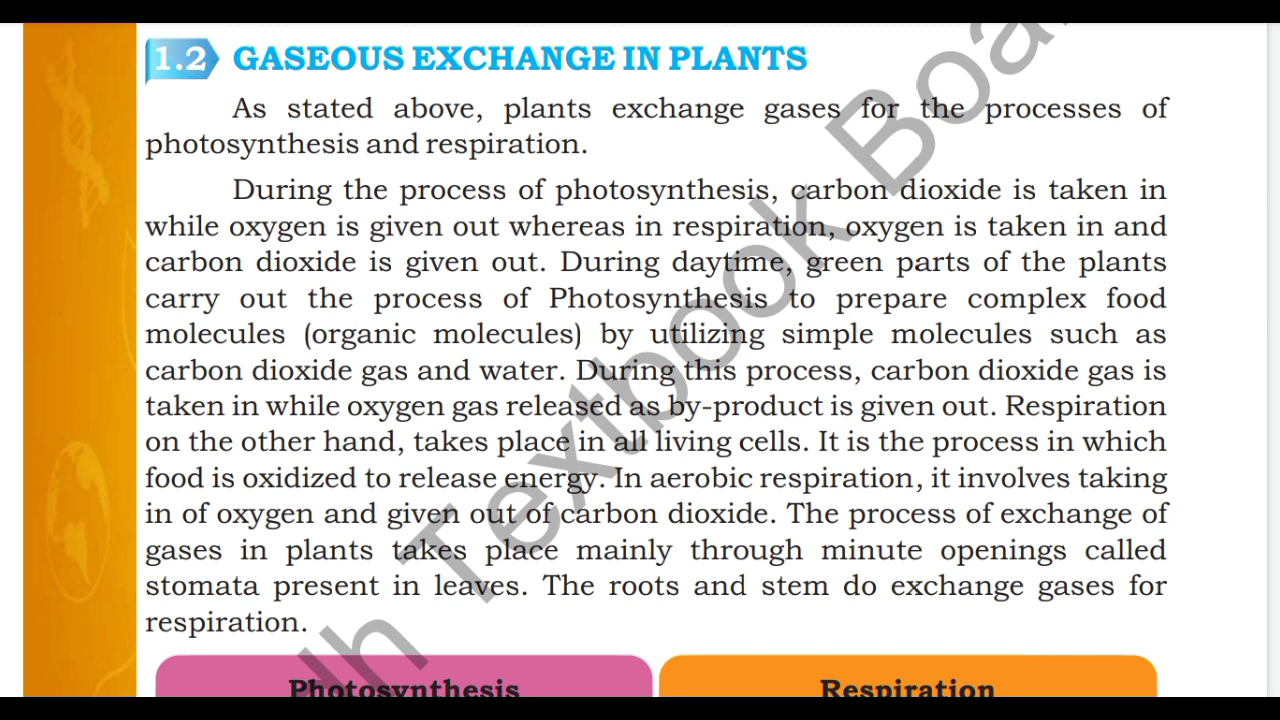 1.2 GASEOUS EXCHANGE IN PLANTS
As stated above, plants exchange gases for the processes of
photosynthesis and respiration.
During the process of photosynthesis, carbon dioxide is taken in
while oxygen is given out whereas in respiration, oxygen is taken in and
carbon dioxide is given out. During daytime, green parts of the plants
carry out the process of Photosynthesis to prepare complex food
molecules (organic molecules) by utilizing simple molecules such as
carbon dioxide gas and water. During this process, carbon dioxide gas is
taken in while oxygen gas released as by-product is given out. Respiration
on the other hand, takes place in all living cells. It is the process in which
food is oxidized to release energy. In aerobic respiration, it involves taking
in of oxygen and given out of carbon dioxide. The process of exchange of
gases in plants takes place mainly through minute openings called
stomata present in leaves. The roots and stem do exchange gases for
respiration.
Photosynthesis
Respiration
Textbook